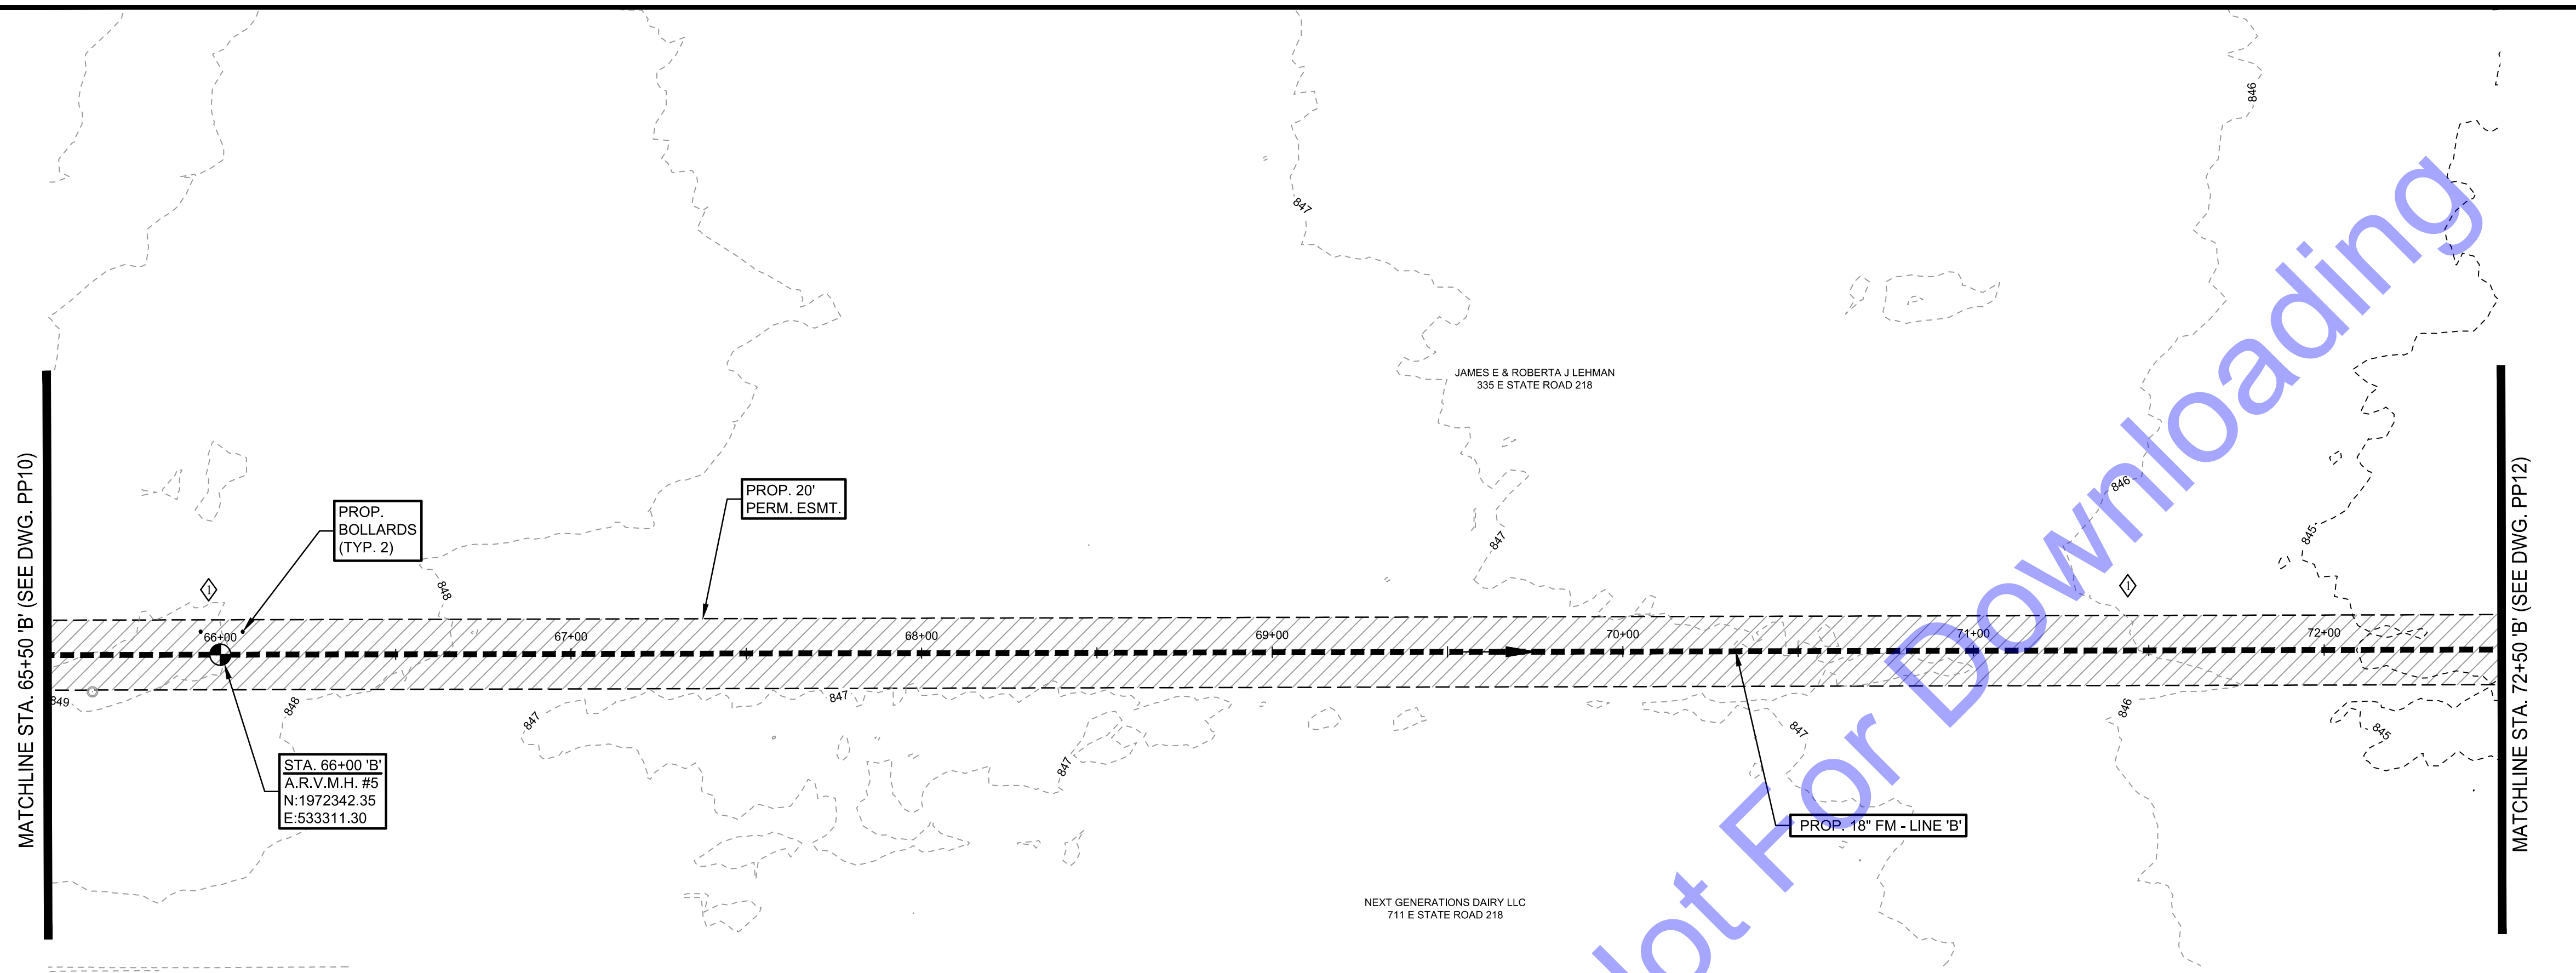 846
847
JAMES E & ROBERTA J LEHMAN
335 E STATE ROAD 218
MATCHLINE STA. 65+50 'B' (SEE DWG. PP10)
PROP. 20'
PERM. ESMT.
PROP.
BOLLARDS
(TYP. 2)
846
847
845
848
1
1
66+00
67+00
68+00
69+00
70+00
71+00
72+00
849
848
847
847
847
847
846
845
STA. 66+00 'B'
A.R.V.M.H. #5
N:1972342.35
E:533311.30
PROP. 18" FM - LINE 'B'
NEXT GENERATIONS DAIRY LLC
711 E STATE ROAD 218
MATCHLINE STA. 72+50 'B' (SEE DWG. PP12)
Not For Downloading